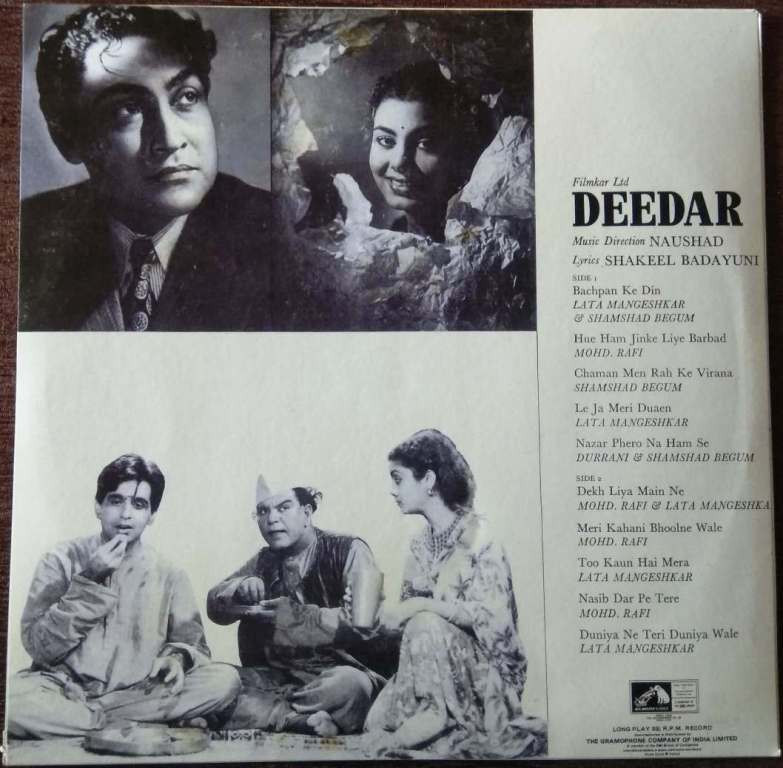 Filmkar Ltd
DEEDAR
Music Direction NAUSHAD
Lyrics SHAKEEL BADAYUNI
SIDE 1
Bachpan Ke Din
LATA MANGESHKAR
& SHAMSHAD BEGUM
Hue Ham Jinke Liye Barbad
MOHD. RAFI
Chaman Men Rah Ke Virana
SHAMSHAD BEGUM
Le Ja Meri Duaen
LATA MANGESHKAR
Nazar Phero Na Ham Se
DURRANI & SHAMSHAD BEGUM
SIDE 2
Dekh Liya Main Ne
MOHD. RAFI & LATA MANGESHKA
Meri Kahani Bhoolne Wale
MOHD. RAFI
Too Kaun Hai Mera
LATA MANGESHKAR
Nasib Dar Pe Tere
MOHD. RAFI
Duniya Ne Teri Duniya Wale
LATA MANGESHKAR
LONG PLAY 33⅓ R.P.M. RECORD
THE GRAMOPHONE COMPANY OF INDIA LIMITED